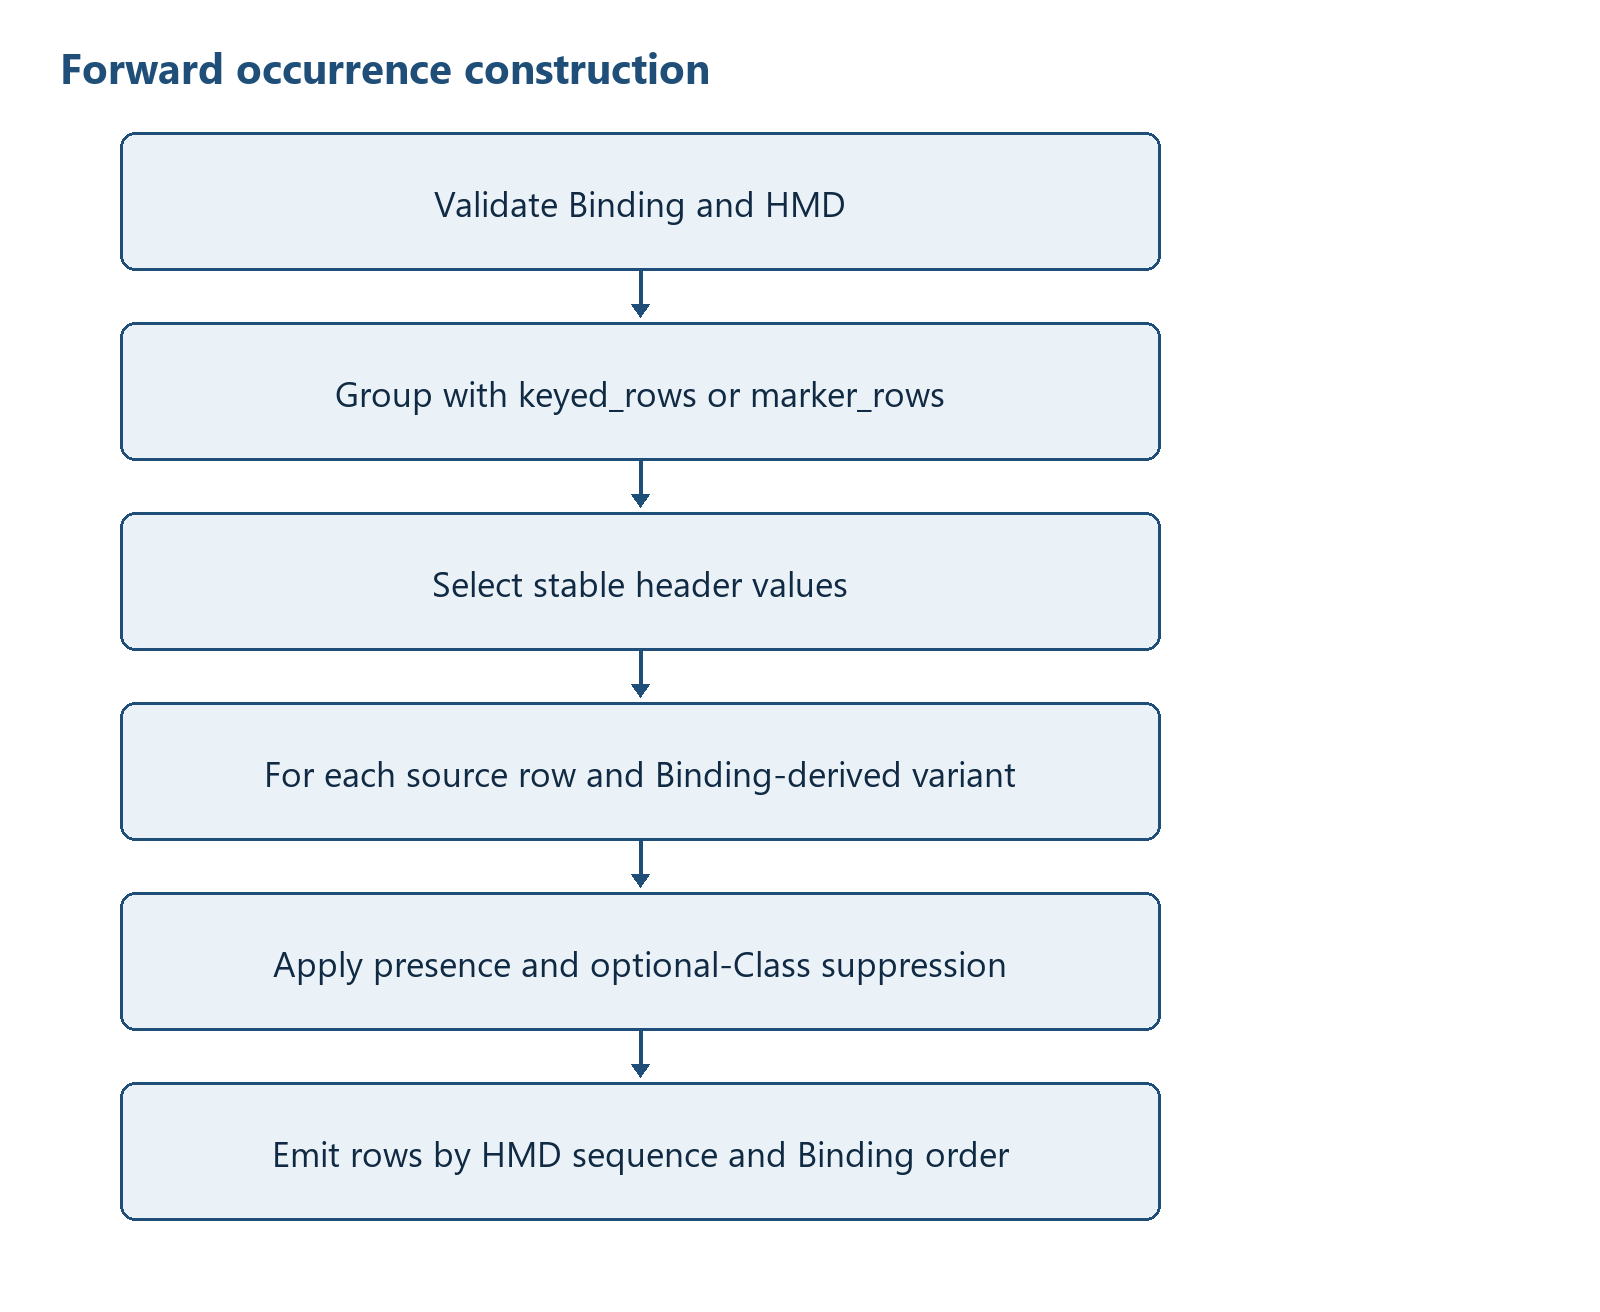 Forward occurrence construction
Validate Binding and HMD
Group with keyed_rows or marker_rows
Select stable header values
For each source row and Binding-derived variant
Apply presence and optional-Class suppression
Emit rows by HMD sequence and Binding order